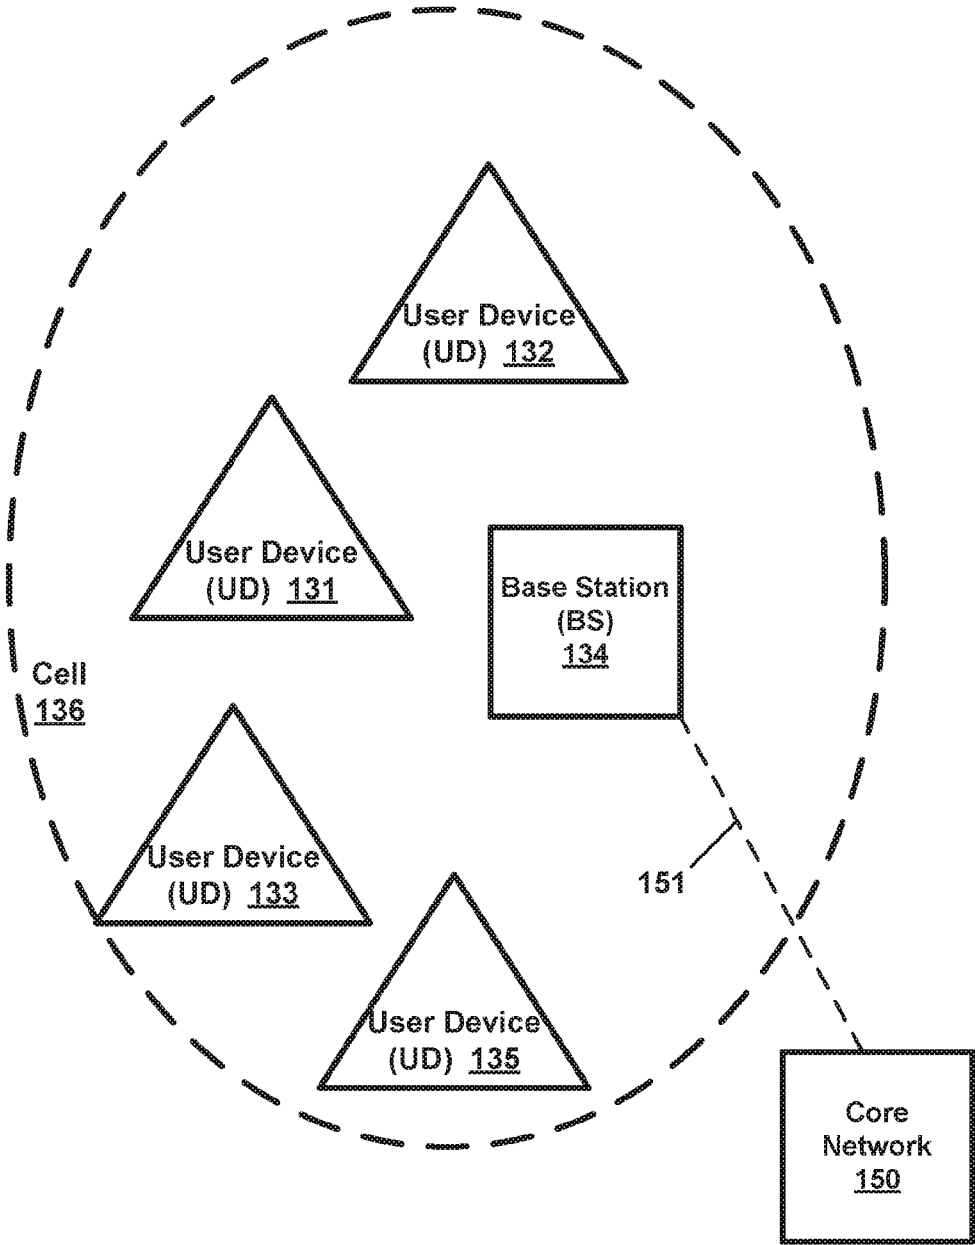 User Device
(UD) 132
User Device
(UD) 131
Base Station
(BS)
134
Cell
136
User Device
(UD) 133
151
User Device
(UD) 135
Core
Network
150